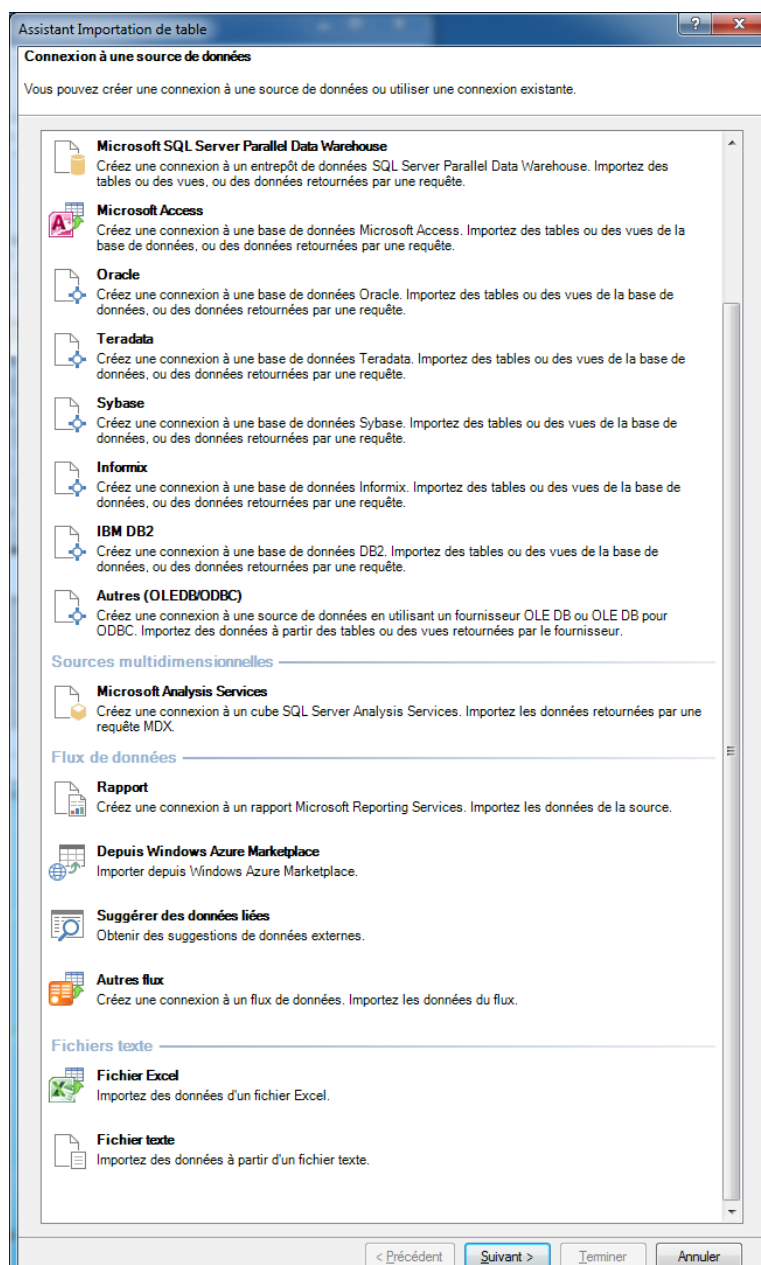 Assistant Importation de table
Connexion à une source de données
Vous pouvez créer une connexion à une source de données ou utiliser une connexion existante.
Microsoft SQL Server Parallel Data Warehouse
Créez une connexion à un entrepôt de données SQL Server Parallel Data Warehouse. Importez des
tables ou des vues, ou des données retournées par une requête.
Microsoft Access
Créez une connexion à une base de données Microsoft Access. Importez des tables ou des vues de la
base de données, ou des données retournées par une requête.
Oracle
Créez une connexion à une base de données Oracle. Importez des tables ou des vues de la base de
données, ou des données retournées par une requête.
Teradata
Créez une connexion à une base de données Teradata. Importez des tables ou des vues de la base de
données, ou des données retournées par une requête.
Sybase
Créez une connexion à une base de données Sybase. Importez des tables ou des vues de la base de
données, ou des données retournées par une requête.
Informix
Créez une connexion à une base de données Informix. Importez des tables ou des vues de la base de
données, ou des données retournées par une requête.
IBM DB2
Créez une connexion à une base de données DB2. Importez des tables ou des vues de la base de
données, ou des données retournées par une requête.
Autres (OLEDB/ODBC)
Créez une connexion à une source de données en utilisant un fournisseur OLE DB ou OLE DB pour
ODBC. Importez des données à partir des tables ou des vues retournées par le fournisseur.
Sources multidimensionnelles
Microsoft Analysis Services
Créez une connexion à un cube SQL Server Analysis Services. Importez les données retournées par une
requête MDX.
Flux de données
Rapport
Créez une connexion à un rapport Microsoft Reporting Services. Importez les données de la source.
Depuis Windows Azure Marketplace
Importer depuis Windows Azure Marketplace.
Suggérer des données liées
Obtenir des suggestions de données externes.
Autres flux
Créez une connexion à un flux de données. Importez les données du flux.
Fichiers texte
Fichier Excel
Importez des données d'un fichier Excel.
Fichier texte
Importez des données à partir d'un fichier texte.
< Précédent
Suivant >
Terminer
Annuler